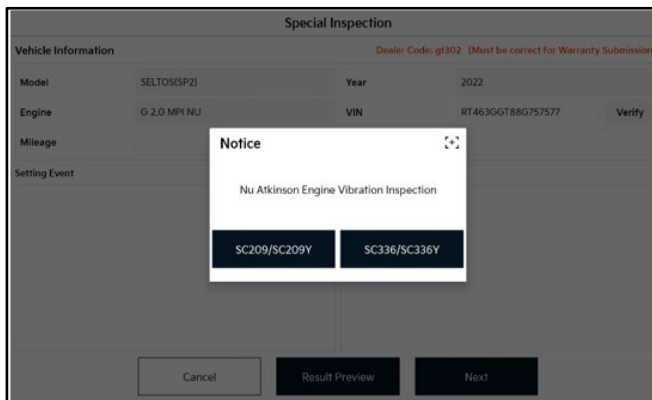 Special Inspection
Vehicle Information Dealer Code: gt302 (Must be correct for Warranty Submission
Model SELTOS(SP2) Year 2022
Engine G 2,0 MPI NU VIN RT463GGT88G757577 Verify
Mileage
Notice
Setting Event
Nu Atkinson Engine Vibration Inspection
SC209/SC209Y SC336/SC336Y
Cancel Result Preview Next